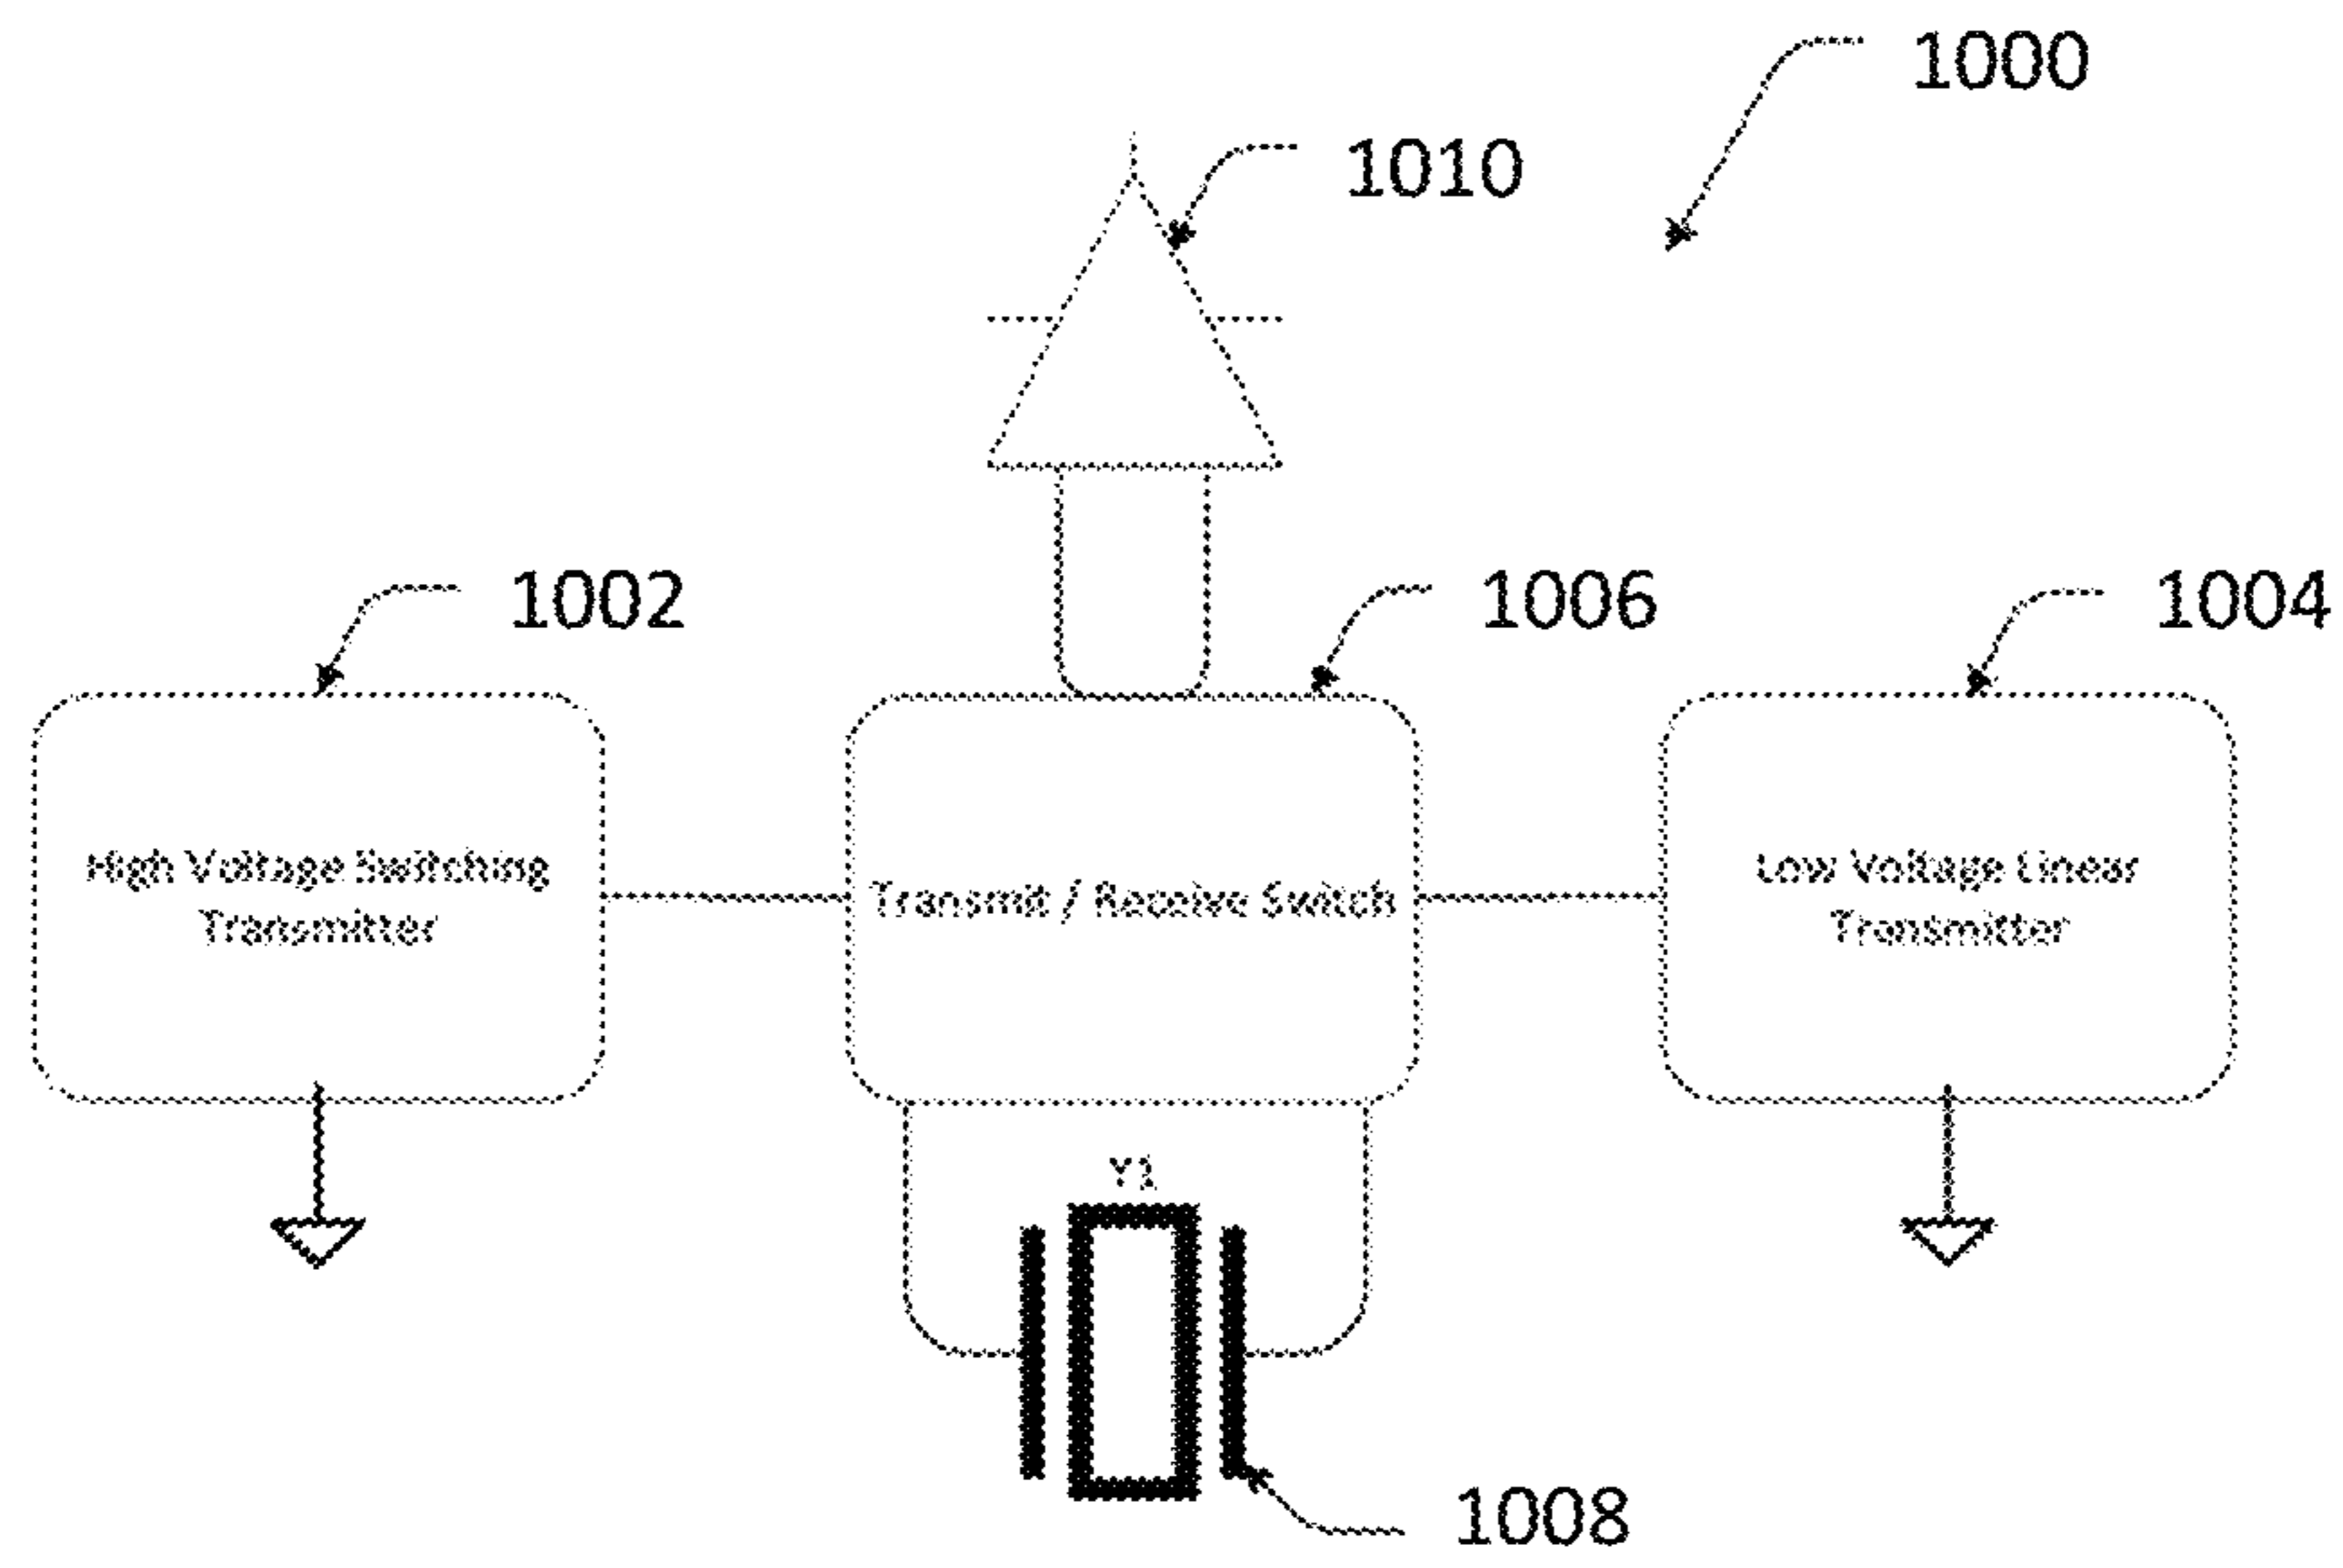 1000
1010
1002
1006
1004
High Voltage Switching
Transmitter
Transmit / Receive Switch
Low Voltage Linear
Transmitter
Y1
1008